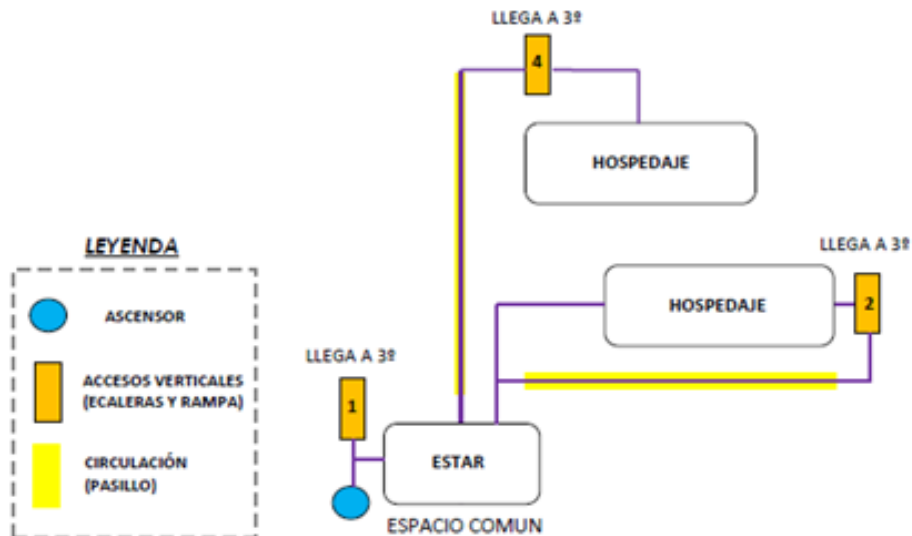 LLEGA A 3º
4
HOSPEDAJE
LEYENDA
LLEGA A 3º
ASCENSOR
HOSPEDAJE
2
LLEGA A 3º
ACCESOS VERTICALES
(ECALERAS Y RAMPA)
1
CIRCULACIÓN
(PASILLO)
ESTAR
ESPACIO COMUN